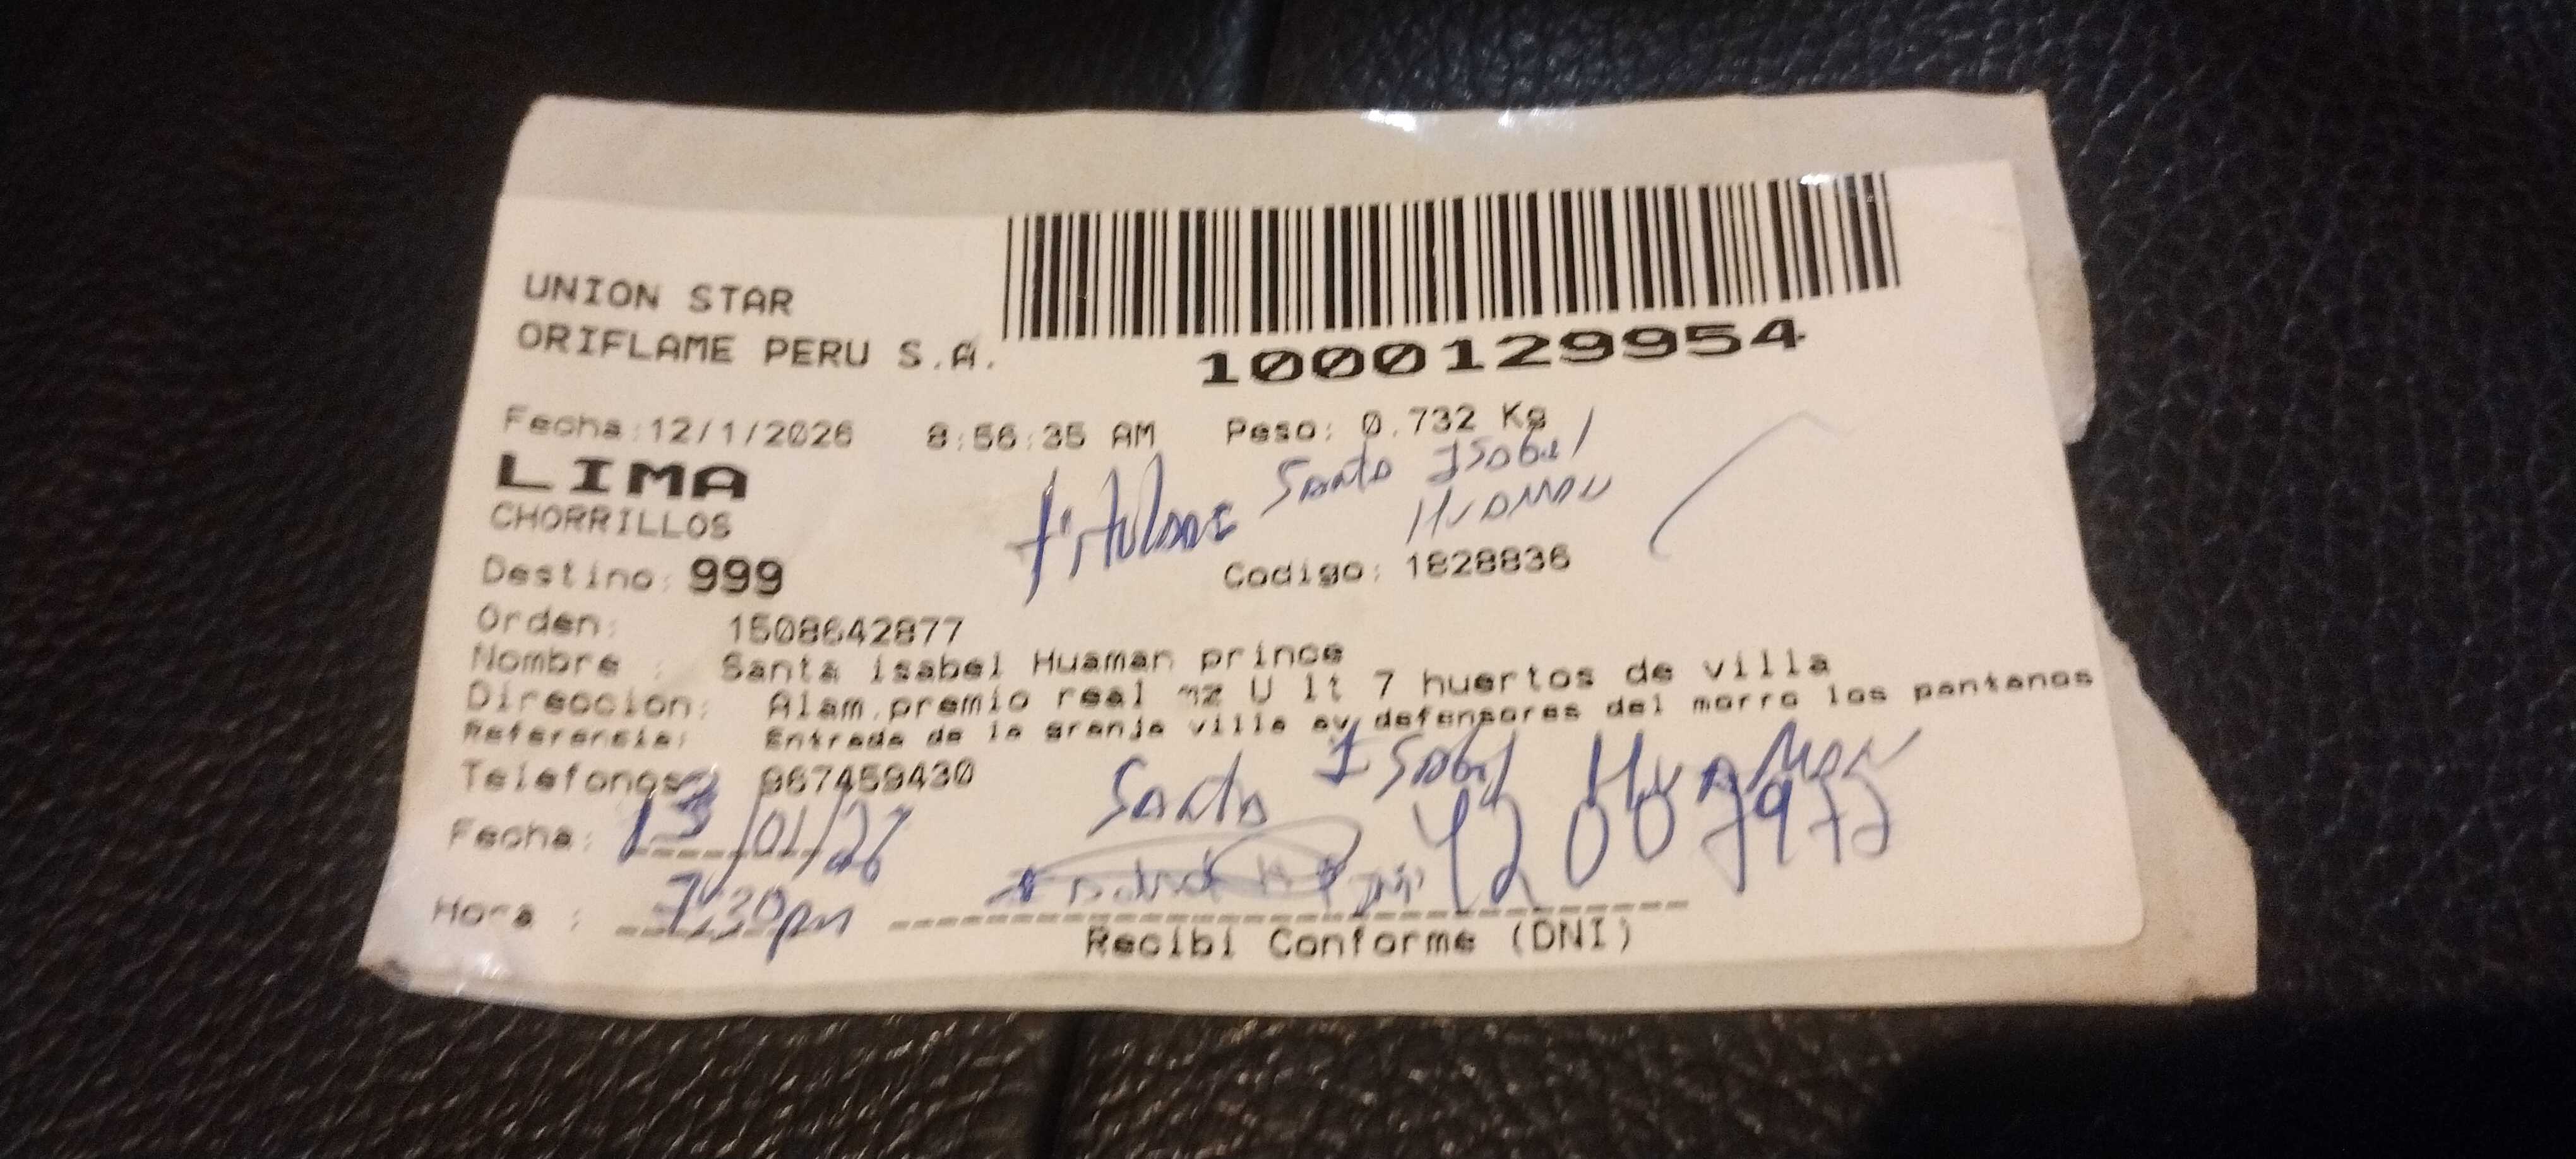 UNION STAR
ORIFLAME PERU S.A.
1000129954
Fecha:12/1/2026 8:56:35 AM Peso: 0.732 Kg
LIMA
CHORRILLOS
titular Santa Isabel
Huaman
Destino: 999 Codigo: 1828836
Orden: 1508642877
Nombre : Santa isabel Huaman prince
Direccion: Alam.premio real mz U lt 7 huertos de villa
Referencia: Entrada de la granja villa av defensores del morro los pantanos
Telefonos: 967459430
Santa Isabel Huaman
Fecha: 13/01/26
Hora : 7:30pm
Recibi Conforme (DNI)